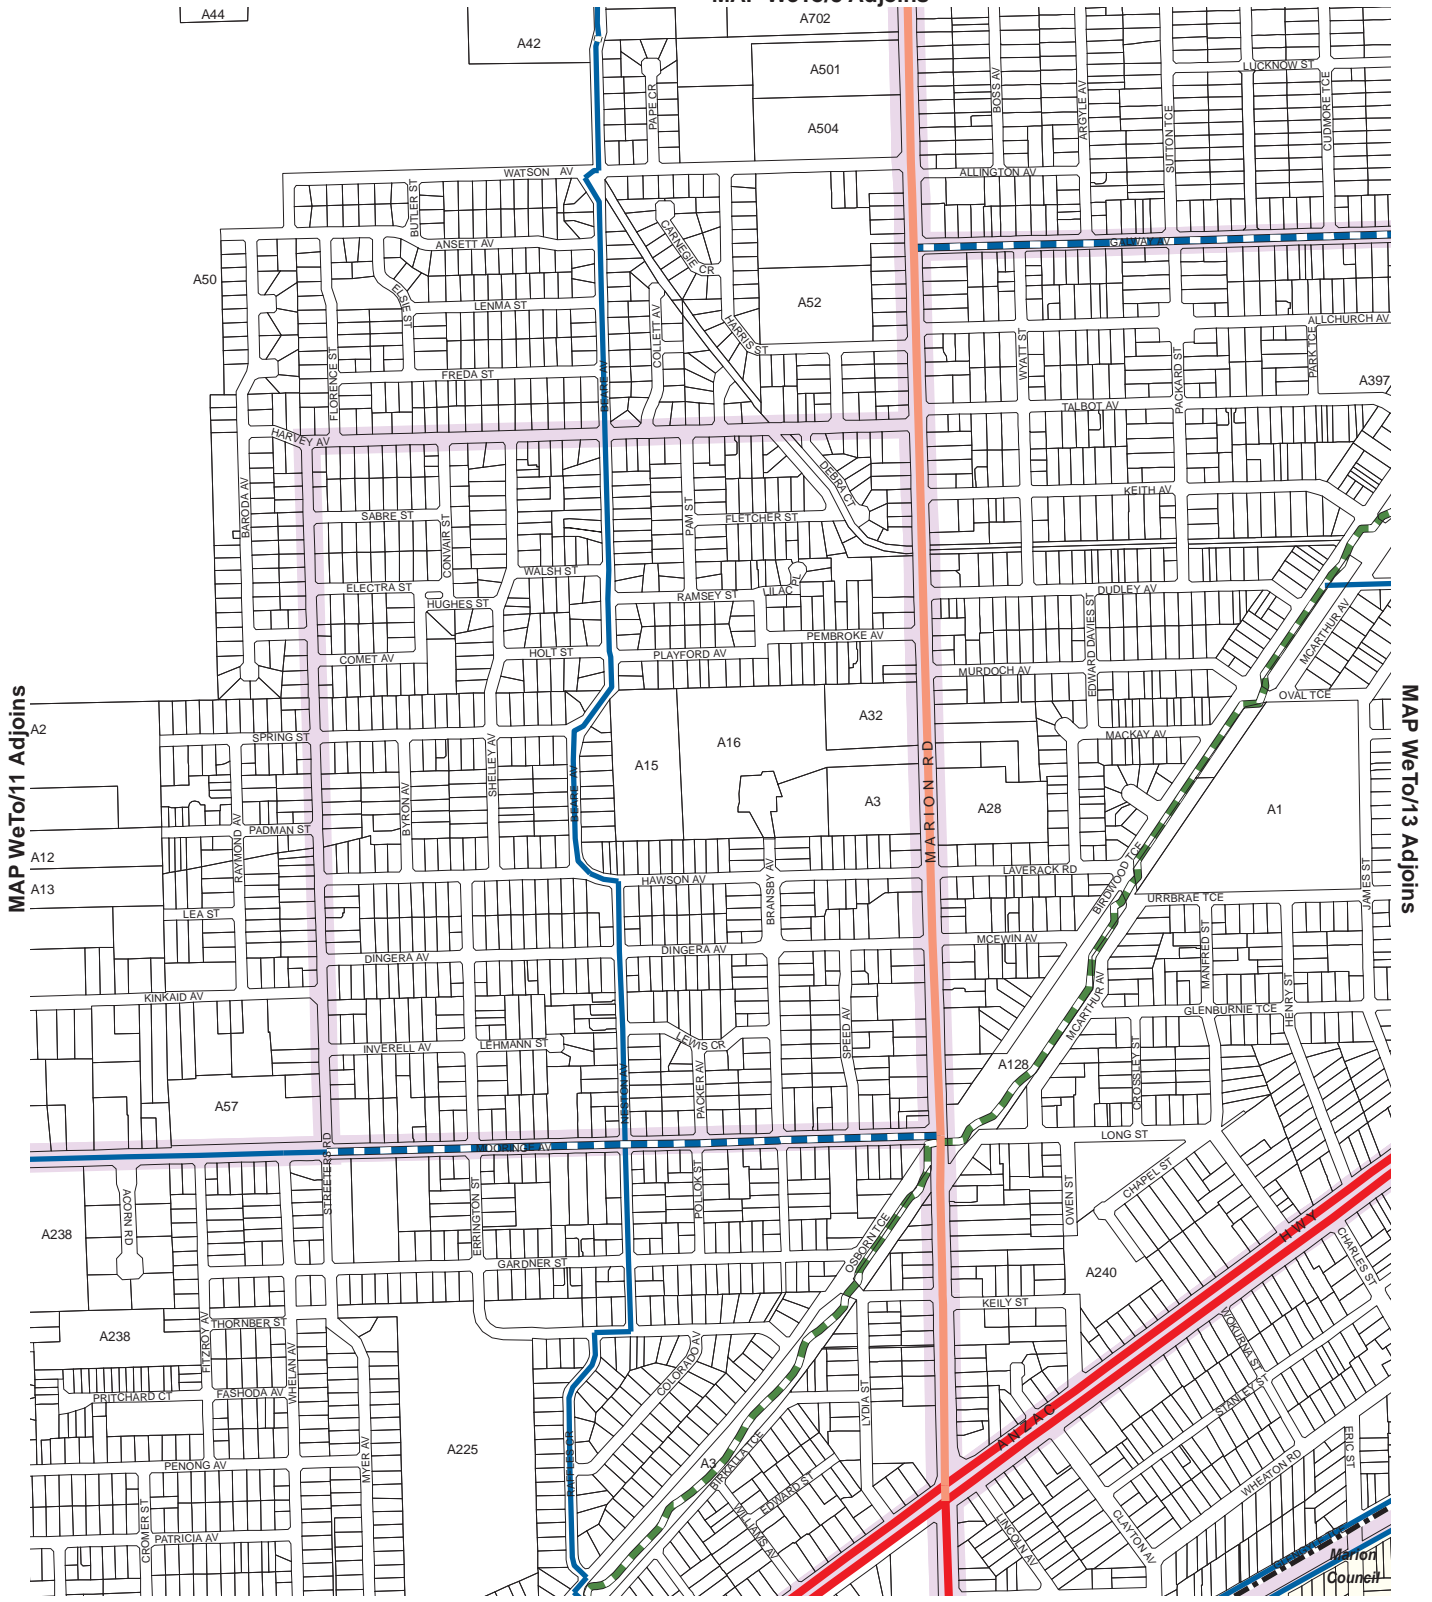 A44
A42
A702
A501
A504
PAPE CR
BOSS AV
ARGYLE AV
SUTTON TCE
LUCKNOW ST
CUDMORE TCE
WATSON AV
ALLINGTON AV
BUTLER ST
ANSETT AV
CARNEGIE CR
GALWAY AV
A50
ELSIE ST
LENMA ST
COLLETT AV
HARRIS ST
A52
ALLCHURCH AV
WYATT ST
PACKARD ST
PARK TCE
FLORENCE ST
FREDA ST
BEARE AV
A397
TALBOT AV
HARVEY AV
BARODA AV
DEBRA CT
KEITH AV
SABRE ST
CONVAIR ST
PAM ST
FLETCHER ST
WALSH ST
ELECTRA ST
HUGHES ST
RAMSEY ST
LILAC PL
DUDLEY AV
EDWARD DAVIES ST
PEMBROKE AV
MCARTHUR AV
COMET AV
HOLT ST
PLAYFORD AV
MURDOCH AV
OVAL TCE
MAP WeTo/11 Adjoins
MAP WeTo/13 Adjoins
A2
SPRING ST
SHELLEY AV
A15
A16
A32
MACKAY AV
BEARE AV
BYRON AV
A3
A28
A1
MARION RD
PADMAN ST
RAYMOND AV
A12
A13
HAWSON AV
BRANSBY AV
LAVERACK RD
BIRDWOOD TCE
URRBRAE TCE
JAMES ST
LEA ST
DINGERA AV
DINGERA AV
MCEWIN AV
MANFRED ST
HENRY ST
KINKAID AV
MCARTHUR AV
GLENBURNIE TCE
INVERELL AV
LEHMANN ST
LEWIS CR
SPEED AV
A128
CROSSLEY ST
A57
NESTON AV
PACKER AV
LONG ST
MOORINGE AV
STREETERS RD
ACORN RD
ERRINGTON ST
POLLOK ST
OWEN ST
CHAPEL ST
A238
OSBORN TCE
HWY
CHARLES ST
GARDNER ST
A240
KEILY ST
A238
THORNBER ST
FITZROY AV
WHELAN AV
COLORADO AV
WOKURNA ST
PRITCHARD CT
FASHODA AV
LYDIA ST
STANLEY ST
ANZAC
A225
PENONG AV
MYER AV
RAFFLES CR
A3
BIRKALLA TCE
EDWARD ST
WHEATON RD
ERIC ST
CROMER ST
PATRICIA AV
WILLIAMS AV
LINCOLN AV
CLAYTON AV
Marion
Council